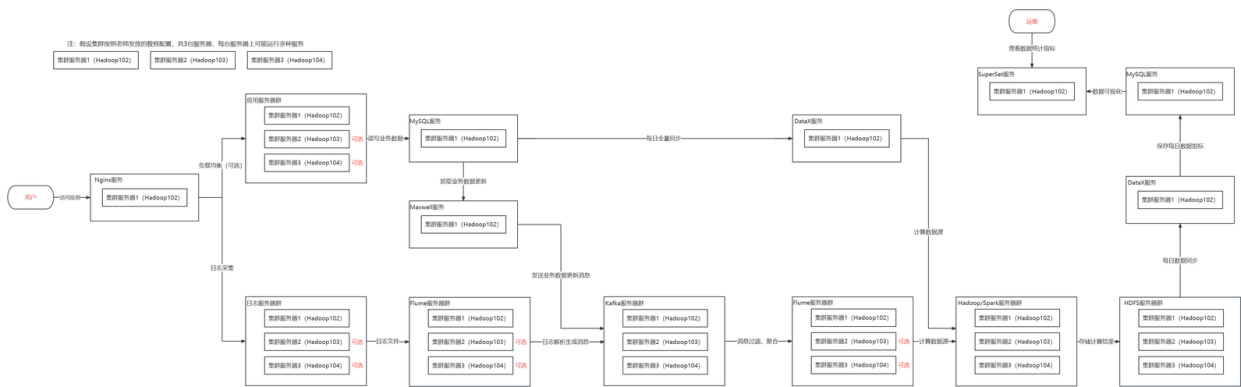 注：假设集群按照老师发放的教程配置，共3台服务器，每台服务器上可能运行多种服务
集群服务器1（Hadoop102）
集群服务器2（Hadoop103）
集群服务器3（Hadoop104）
运维
查看数据统计指标
SuperSet服务
集群服务器1（Hadoop102）
数据可视化
MySQL服务
集群服务器1（Hadoop102）
应用服务器群
集群服务器1（Hadoop102）
集群服务器2（Hadoop103）
可选
集群服务器3（Hadoop104）
可选
读写业务数据
MySQL服务
集群服务器1（Hadoop102）
每日全量同步
DataX服务
集群服务器1（Hadoop102）
保存每日数据指标
负载均衡（可选）
用户
访问应用
Nginx服务
集群服务器1（Hadoop102）
抓取业务数据更新
Maxwell服务
集群服务器1（Hadoop102）
DataX服务
集群服务器1（Hadoop102）
计算数据源
日志采集
发送业务数据更新消息
每日数据同步
日志服务器群
集群服务器1（Hadoop102）
集群服务器2（Hadoop103）
可选
集群服务器3（Hadoop104）
可选
日志文件
Flume服务器群
集群服务器1（Hadoop102）
集群服务器2（Hadoop103）
可选
集群服务器3（Hadoop104）
可选
日志解析生成消息
Kafka服务器群
集群服务器1（Hadoop102）
集群服务器2（Hadoop103）
集群服务器3（Hadoop104）
消息过滤、聚合
Flume服务器群
集群服务器1（Hadoop102）
集群服务器2（Hadoop103）
可选
集群服务器3（Hadoop104）
可选
计算数据源
Hadoop/Spark服务器群
集群服务器1（Hadoop102）
集群服务器2（Hadoop103）
集群服务器3（Hadoop104）
存储计算结果
HDFS服务器群
集群服务器1（Hadoop102）
集群服务器2（Hadoop103）
集群服务器3（Hadoop104）